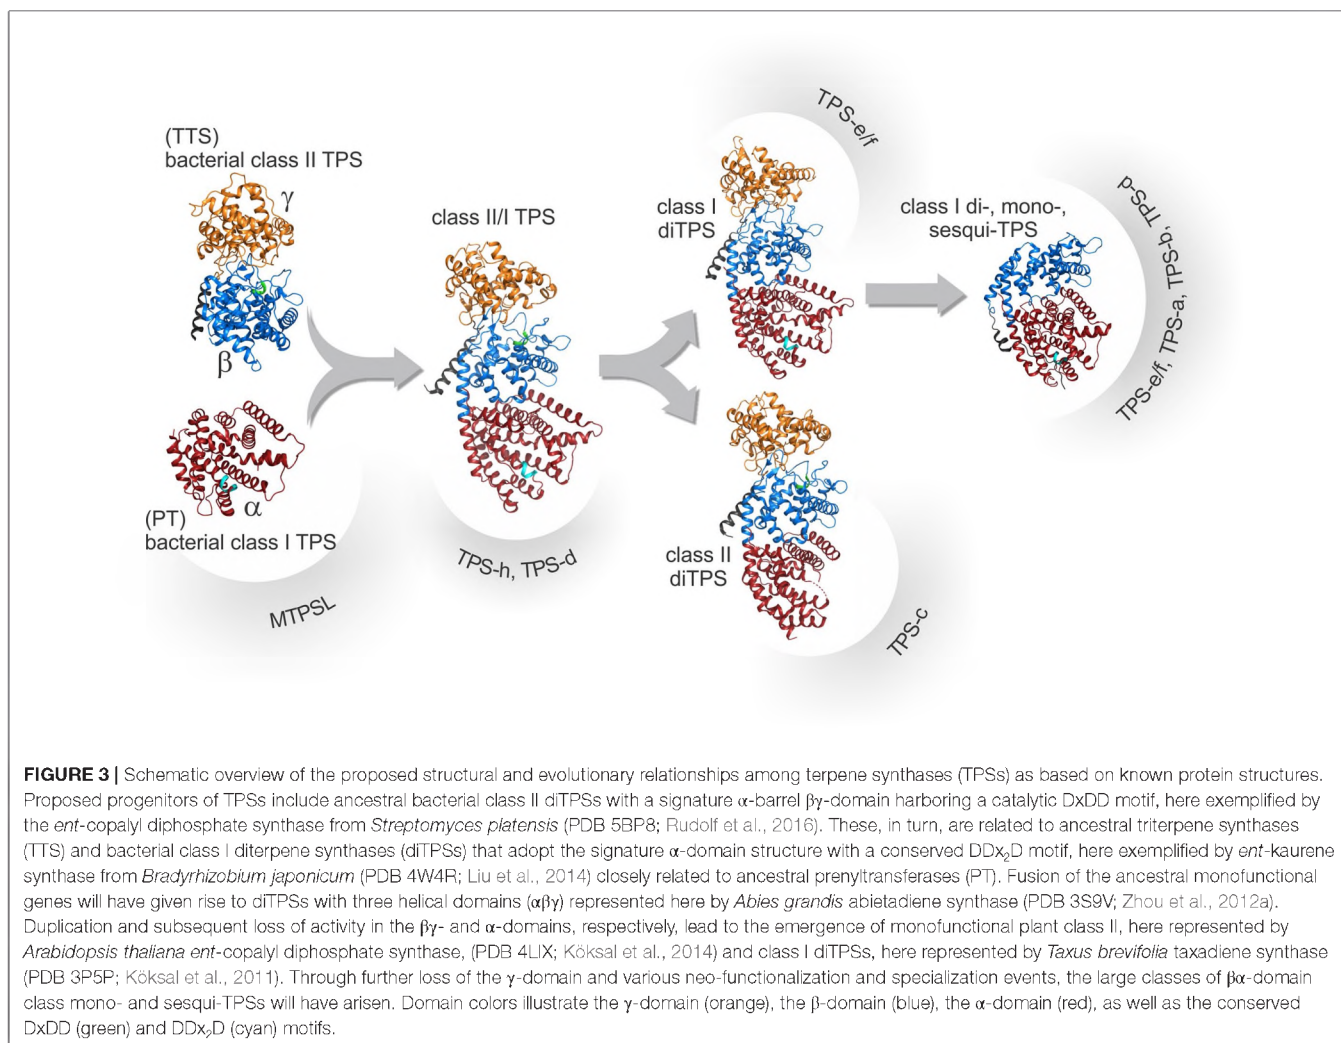 (TTS)
bacterial class II TPS
γ
β
(PT)
α
bacterial class I TPS
MTPSL
class II/I TPS
TPS-h, TPS-d
TPS-e/f
class I
diTPS
class II
diTPS
TPS-c
class I di-, mono-,
sesqui-TPS
TPS-e/f, TPS-a, TPS-b, TPS-d
FIGURE 3 | Schematic overview of the proposed structural and evolutionary relationships among terpene synthases (TPSs) as based on known protein structures.
Proposed progenitors of TPSs include ancestral bacterial class II diTPSs with a signature α-barrel βγ-domain harboring a catalytic DxDD motif, here exemplified by
the ent-copalyl diphosphate synthase from Streptomyces platensis (PDB 5BP8; Rudolf et al., 2016). These, in turn, are related to ancestral triterpene synthases
(TTS) and bacterial class I diterpene synthases (diTPSs) that adopt the signature α-domain structure with a conserved DDx₂D motif, here exemplified by ent-kaurene
synthase from Bradyrhizobium japonicum (PDB 4W4R; Liu et al., 2014) closely related to ancestral prenyltransferases (PT). Fusion of the ancestral monofunctional
genes will have given rise to diTPSs with three helical domains (αβγ) represented here by Abies grandis abietadiene synthase (PDB 3S9V; Zhou et al., 2012a).
Duplication and subsequent loss of activity in the βγ- and α-domains, respectively, lead to the emergence of monofunctional plant class II, here represented by
Arabidopsis thaliana ent-copalyl diphosphate synthase, (PDB 4LIX; Köksal et al., 2014) and class I diTPSs, here represented by Taxus brevifolia taxadiene synthase
(PDB 3P5P; Köksal et al., 2011). Through further loss of the γ-domain and various neo-functionalization and specialization events, the large classes of βα-domain
class mono- and sesqui-TPSs will have arisen. Domain colors illustrate the γ-domain (orange), the β-domain (blue), the α-domain (red), as well as the conserved
DxDD (green) and DDx₂D (cyan) motifs.